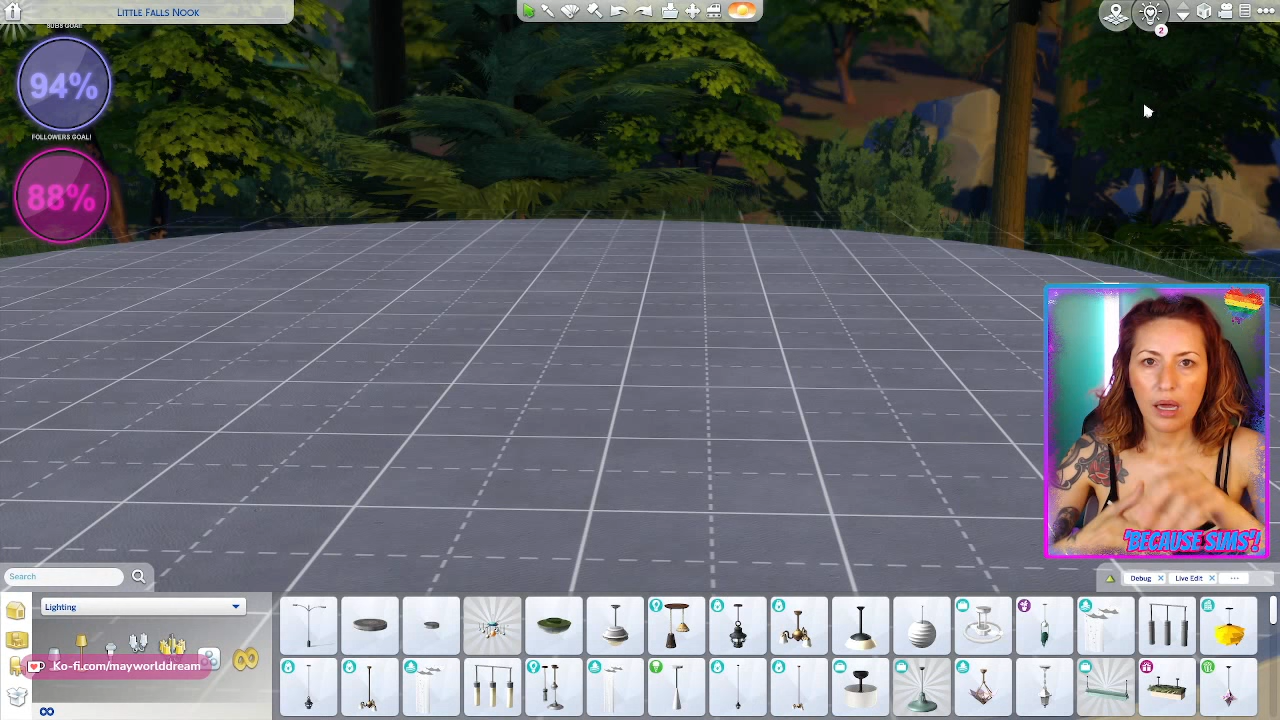 Little Falls Nook
SUBS GOAL!
94%
FOLLOWERS GOAL!
88%
2
'BECAUSE SIMS'!
Search
Debug
Live Edit
...
Lighting
Ko-fi.com/mayworlddream